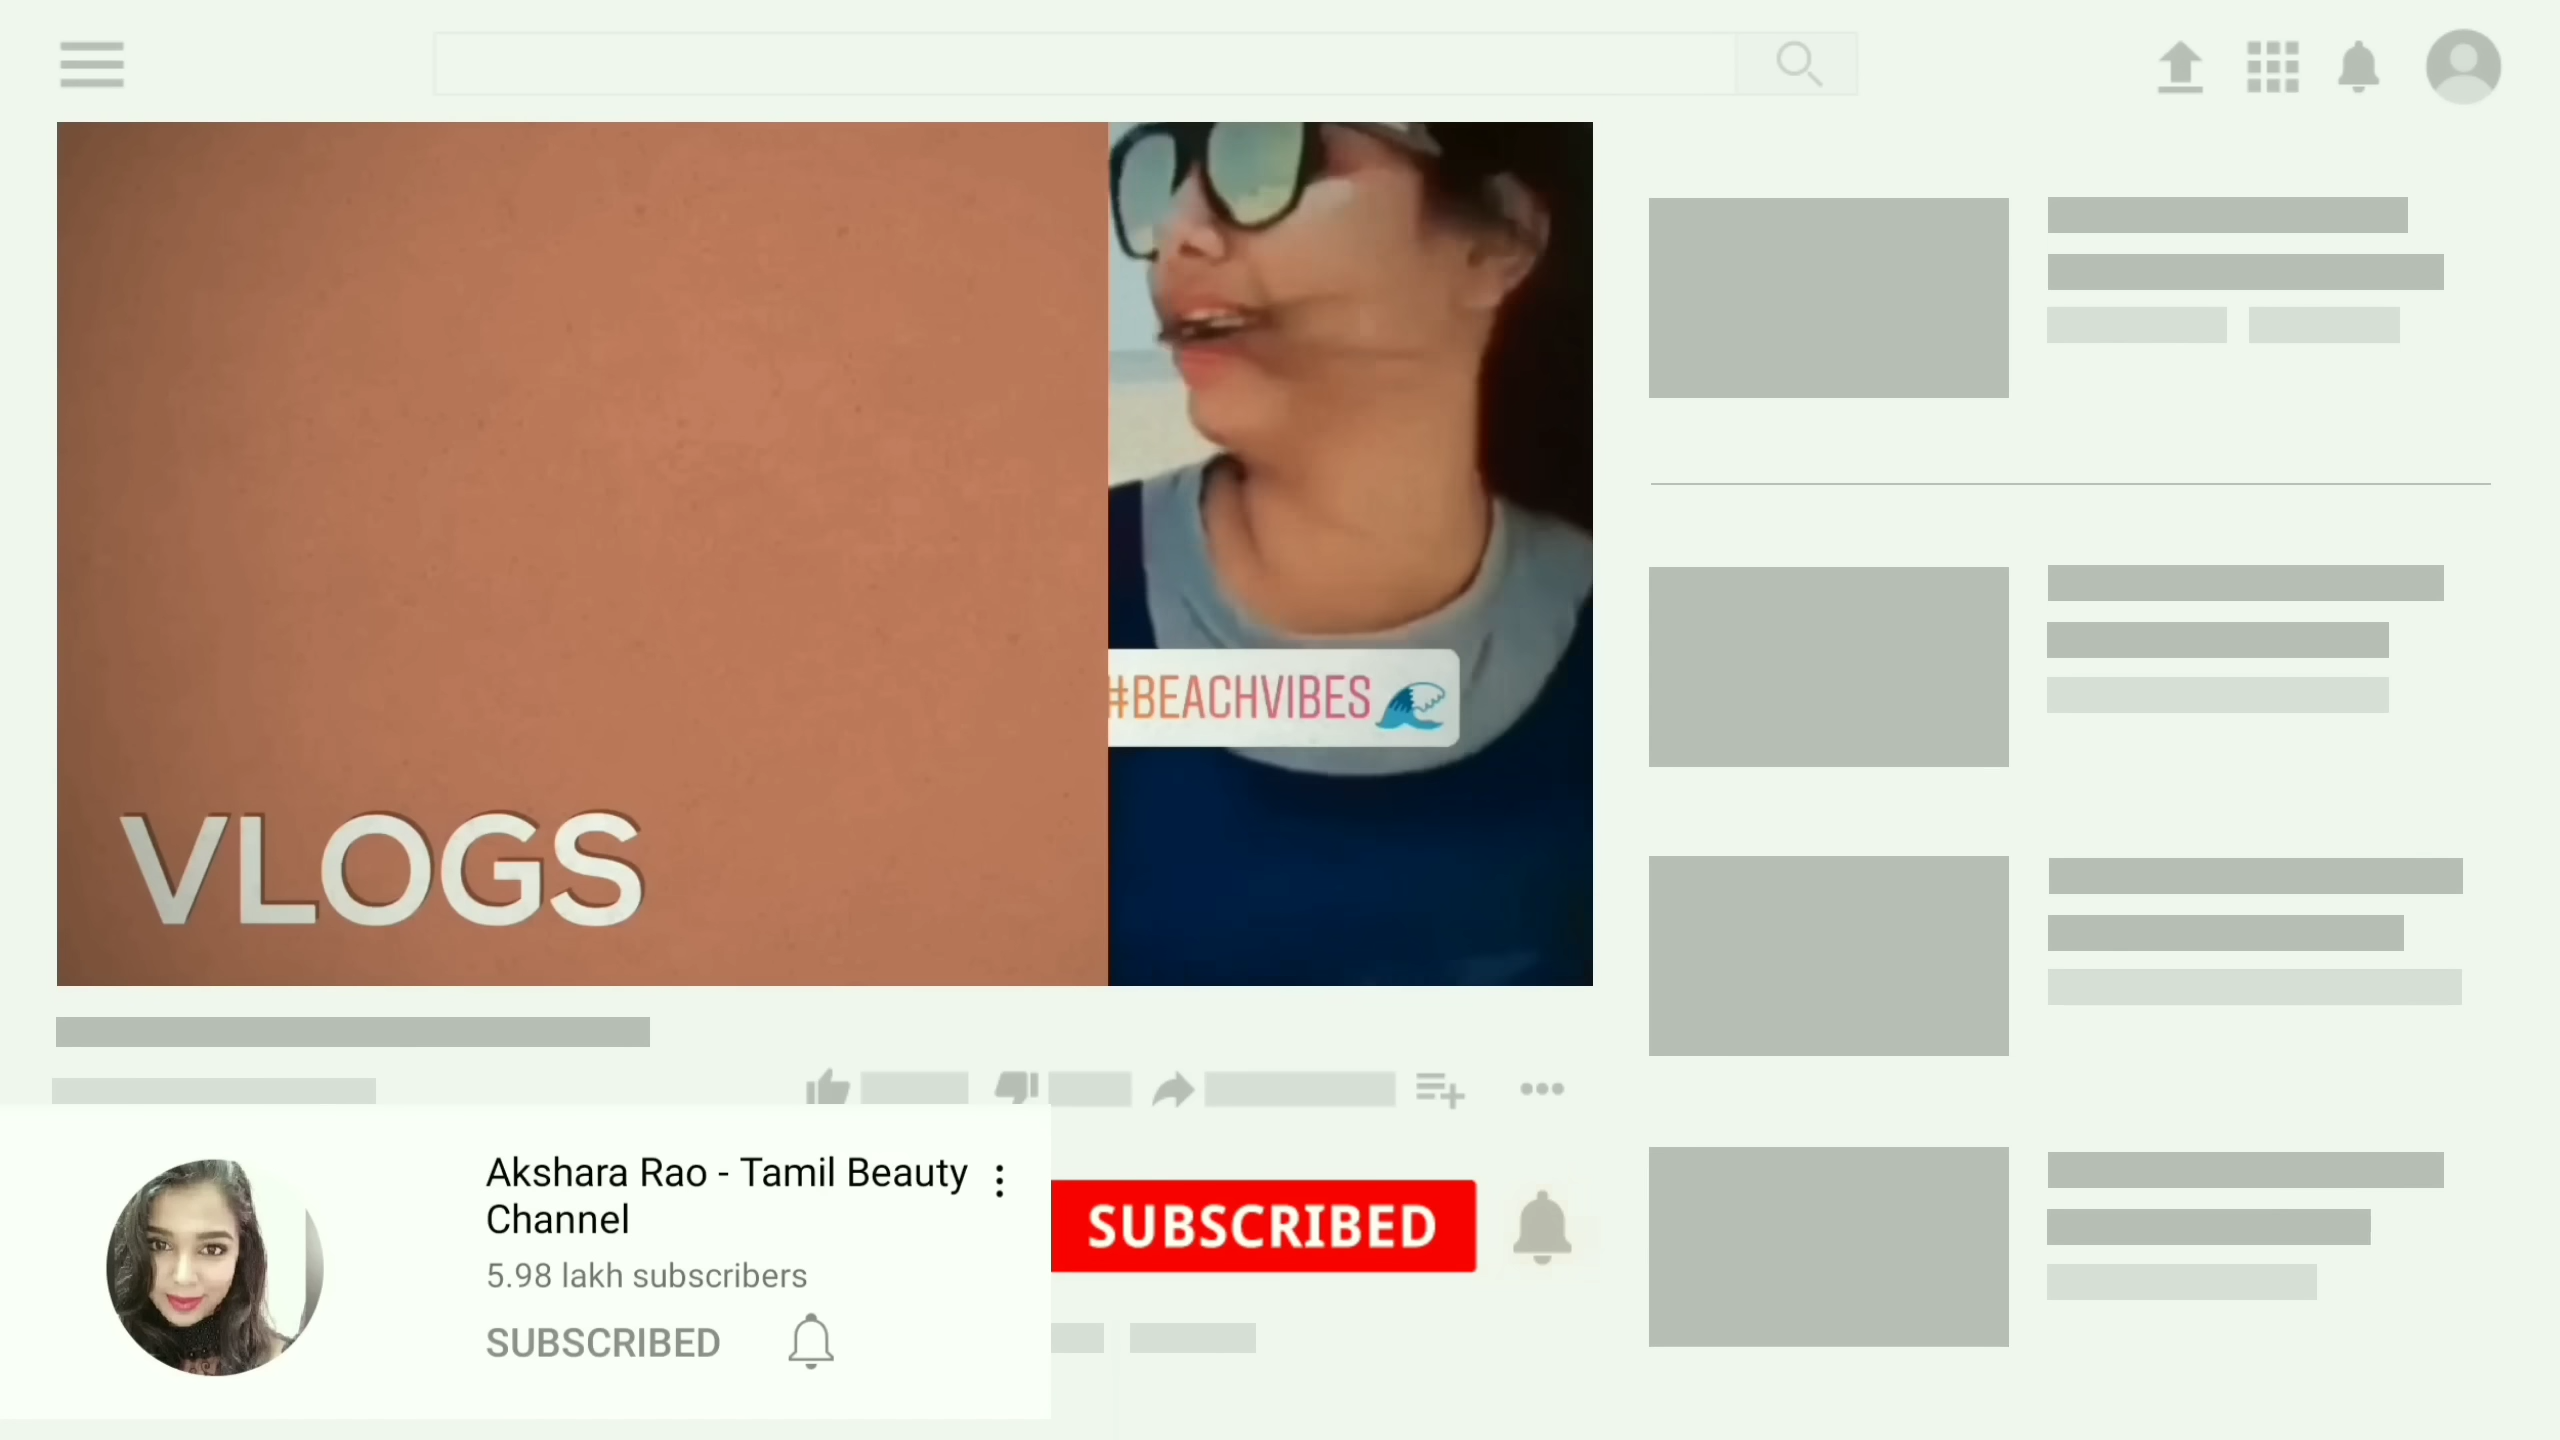 #BEACHVIBES
VLOGS
Akshara Rao - Tamil Beauty
Channel
5.98 lakh subscribers
SUBSCRIBED
SUBSCRIBED